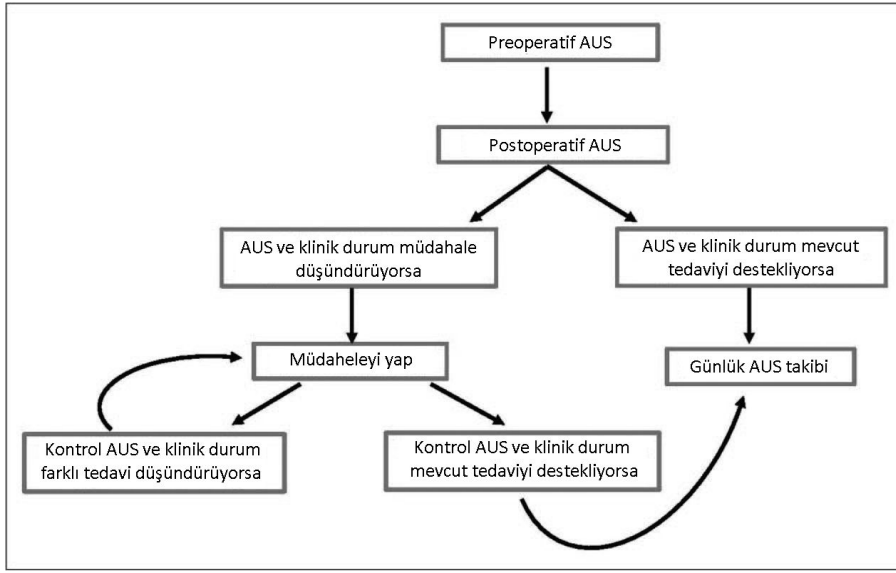 Preoperatif AUS
Postoperatif AUS
AUS ve klinik durum müdahale
düşündürüyorsa
AUS ve klinik durum mevcut
tedaviyi destekliyorsa
Müdaheleyi yap
Günlük AUS takibi
Kontrol AUS ve klinik durum
farklı tedavi düşündürüyorsa
Kontrol AUS ve klinik durum
mevcut tedaviyi destekliyorsa